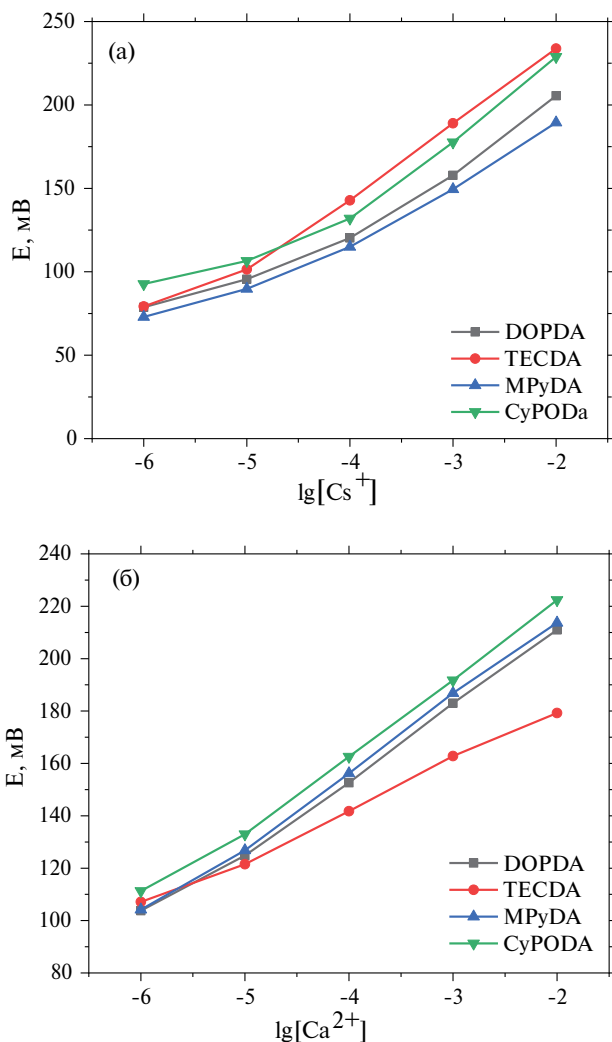 (а)
E, мВ
250
200
150
100
50
0
DOPDA
TECDA
MPyDA
CyPODa
-6 -5 -4 -3 -2
lg[Cs+]
(б)
E, мВ
240
220
200
180
160
140
120
100
80
DOPDA
TECDA
MPyDA
CyPODA
-6 -5 -4 -3 -2
lg[Ca2+]